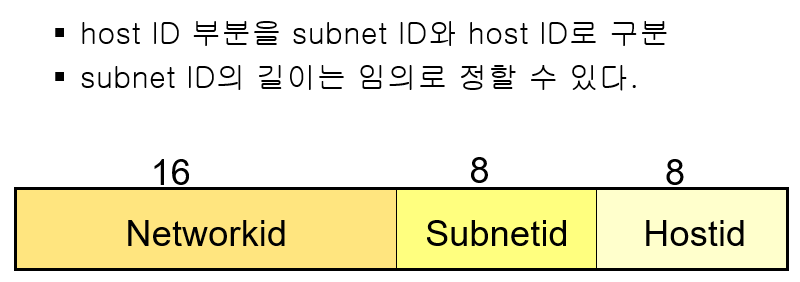 ▪ host ID 부분을 subnet ID와 host ID로 구분
▪ subnet ID의 길이는 임의로 정할 수 있다.
16 8 8
Networkid Subnetid Hostid